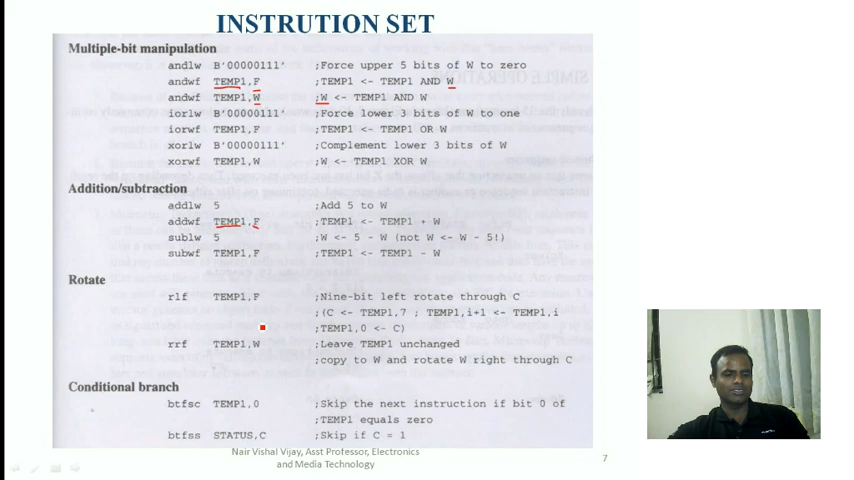 INSTRUTION SET
Multiple-bit manipulation
andlw B'00000111' ;Force upper 5 bits of W to zero
andwf TEMP1,F ;TEMP1 <- TEMP1 AND W
andwf TEMP1,W ;W <- TEMP1 AND W
iorlw B'00000111' ;Force lower 3 bits of W to one
iorwf TEMP1,F ;TEMP1 <- TEMP1 OR W
xorlw B'00000111' ;Complement lower 3 bits of W
xorwf TEMP1,W ;W <- TEMP1 XOR W
Addition/subtraction
addlw 5 ;Add 5 to W
addwf TEMP1,F ;TEMP1 <- TEMP1 + W
sublw 5 ;W <- 5 - W (not W <- W - 5!)
subwf TEMP1,F ;TEMP1 <- TEMP1 - W
Rotate
rlf TEMP1,F ;Nine-bit left rotate through C
;(C <- TEMP1,7 ; TEMP1,i+1 <- TEMP1,i
;TEMP1,0 <- C)
rrf TEMP1,W ;Leave TEMP1 unchanged
;copy to W and rotate W right through C
Conditional branch
btfsc TEMP1,0 ;Skip the next instruction if bit 0 of
;TEMP1 equals zero
btfss STATUS,C ;Skip if C = 1
Nair Vishal Vijay, Asst Professor, Electronics
and Media Technology
7